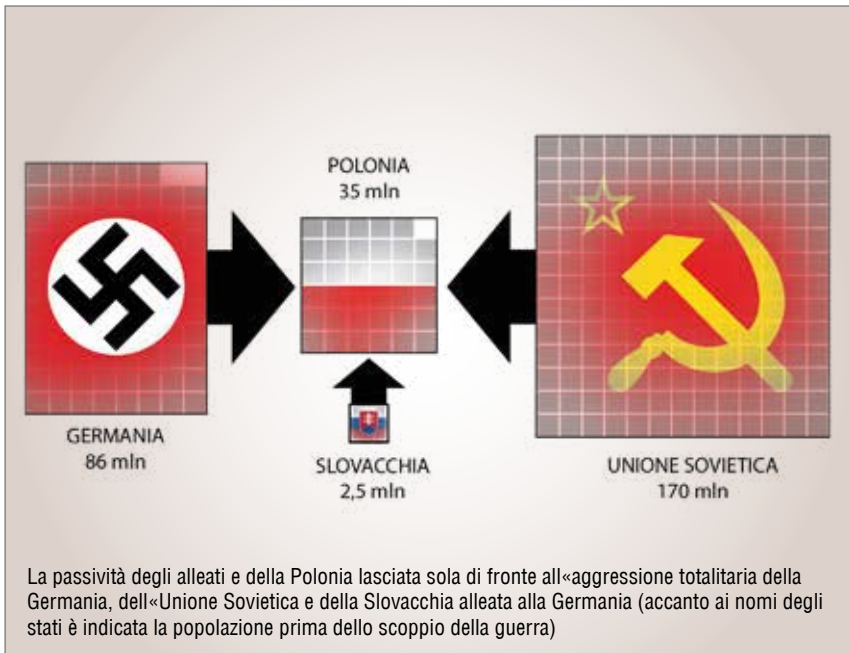 POLONIA
35 mln
GERMANIA
86 mln
SLOVACCHIA
2,5 mln
UNIONE SOVIETICA
170 mln
La passività degli alleati e della Polonia lasciata sola di fronte all«aggressione totalitaria della
Germania, dell«Unione Sovietica e della Slovacchia alleata alla Germania (accanto ai nomi degli
stati è indicata la popolazione prima dello scoppio della guerra)